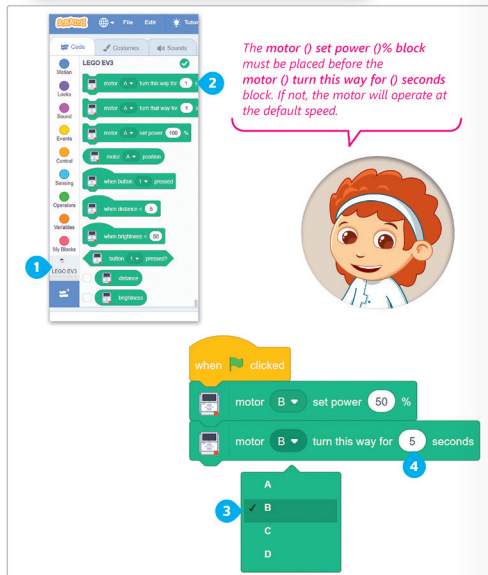 SCRATCH File Edit Tutor
Code Costumes Sounds
LEGO EV3
Motion
Looks
Sound
Events
Control
Sensing
Operators
Variables
My Blocks
LEGO EV3
motor A turn this way for 1
motor A turn that way for 1
motor A set power 100 %
motor A position
when button 1 pressed
when distance < 5
when brightness < 50
button 1 pressed?
distance
brightness
1
2
The motor () set power ()% block
must be placed before the
motor () turn this way for () seconds
block. If not, the motor will operate at
the default speed.
when clicked
motor B set power 50 %
motor B turn this way for 5 seconds
4
A
3
B
C
D